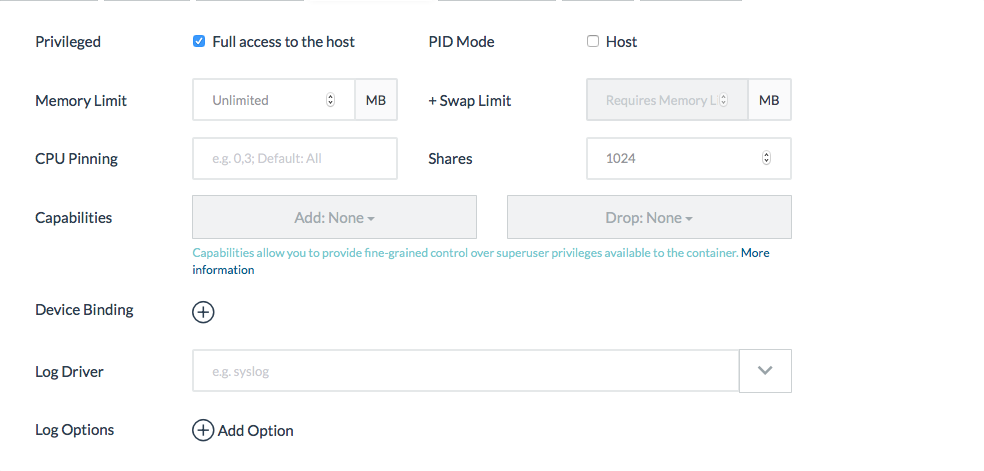 Privileged Full access to the host PID Mode Host
Memory Limit Unlimited MB + Swap Limit Requires Memory Li MB
CPU Pinning e.g. 0,3; Default: All Shares 1024
Capabilities Add: None Drop: None
Capabilities allow you to provide fine-grained control over superuser privileges available to the container. More
information
Device Binding
Log Driver e.g. syslog
Log Options Add Option